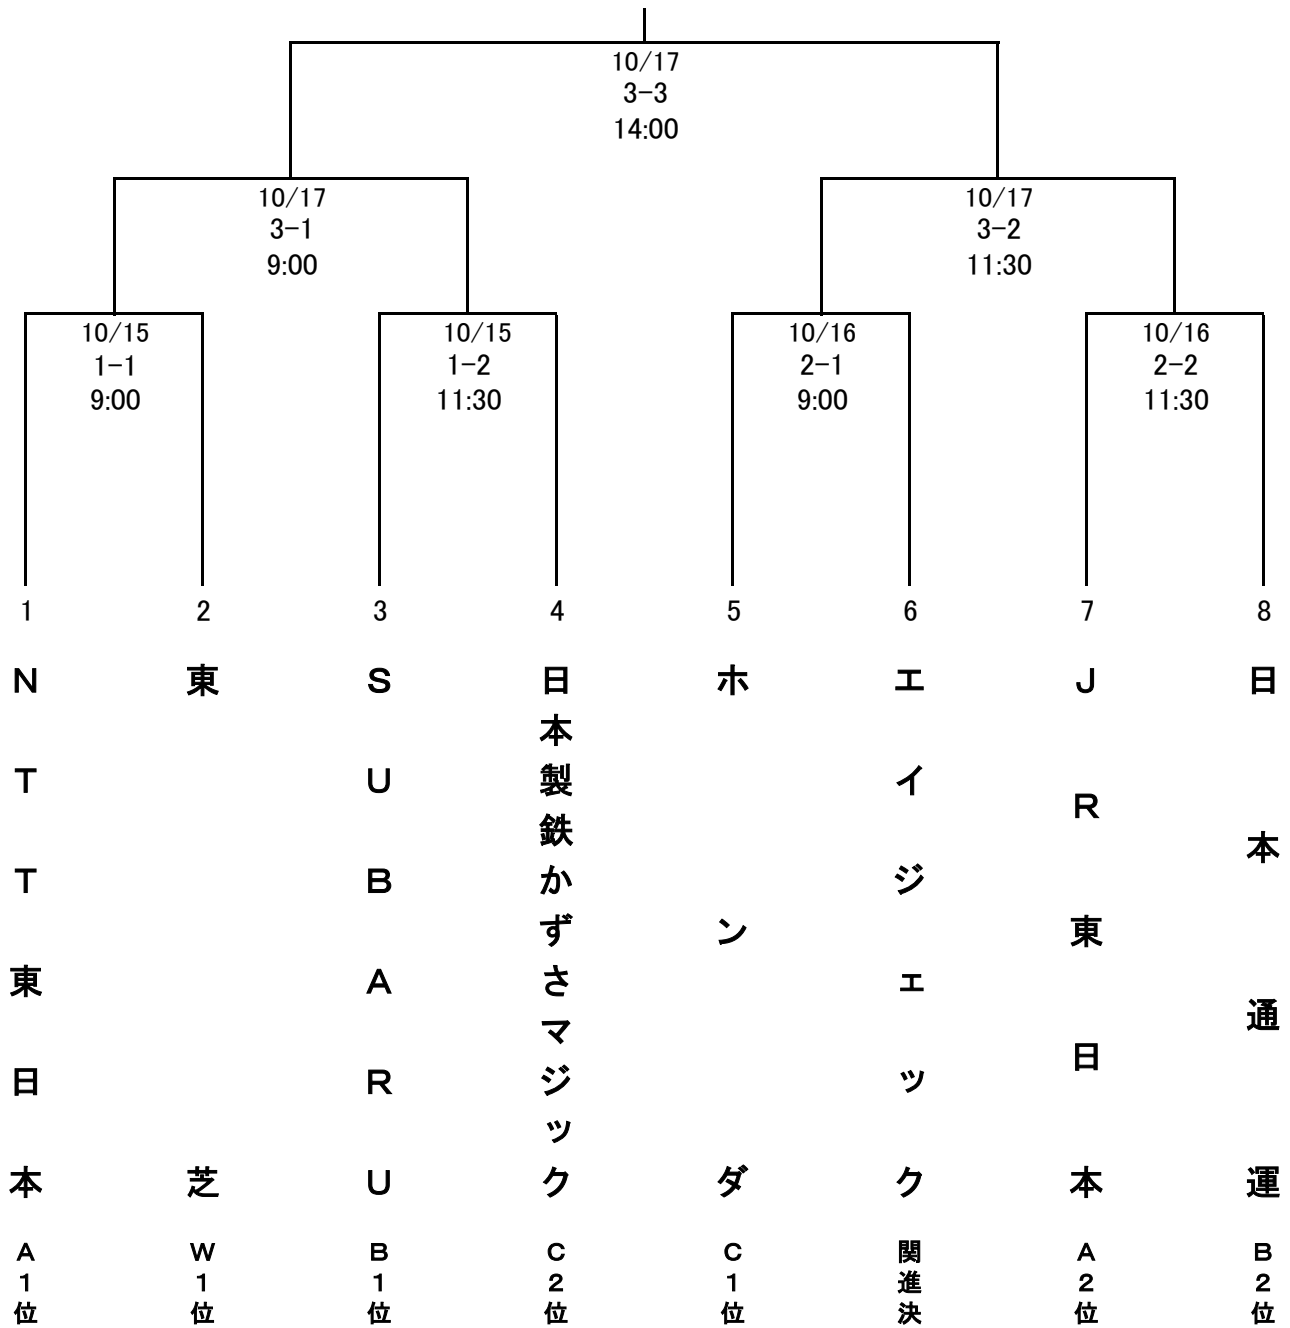 10/17
3-3
14:00
10/17
3-1
9:00
10/17
3-2
11:30
10/15
1-1
9:00
10/15
1-2
11:30
10/16
2-1
9:00
10/16
2-2
11:30
1
2
3
4
5
6
7
8
NTT東日本
東芝
SUBARU
日本製鉄かずさマジック
ホンダ
エイジェック
JR東日本
日本通運
A1位
W1位
B1位
C2位
C1位
関進決
A2位
B2位